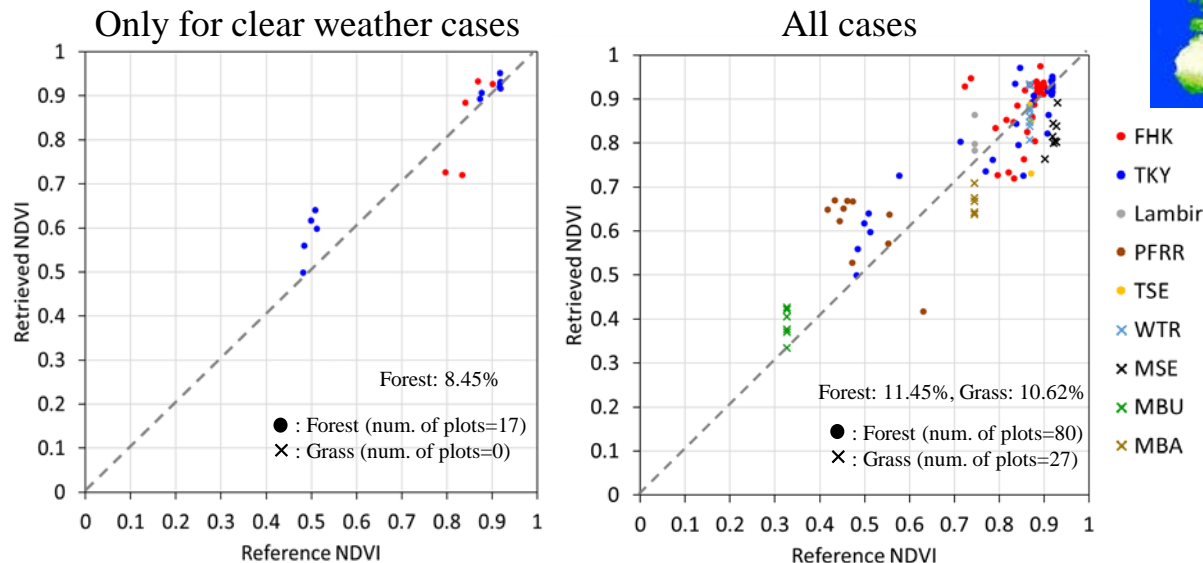 Only for clear weather cases
Retrieved NDVI
1
0.9
0.8
0.7
0.6
0.5
0.4
0.3
0.2
0.1
0
0 0.1 0.2 0.3 0.4 0.5 0.6 0.7 0.8 0.9 1
Reference NDVI
Forest: 8.45%
: Forest (num. of plots=17)
: Grass (num. of plots=0)
All cases
Retrieved NDVI
1
0.9
0.8
0.7
0.6
0.5
0.4
0.3
0.2
0.1
0
0 0.1 0.2 0.3 0.4 0.5 0.6 0.7 0.8 0.9 1
Reference NDVI
Forest: 11.45%, Grass: 10.62%
: Forest (num. of plots=80)
: Grass (num. of plots=27)
FHK
TKY
Lambir
PFRR
TSE
WTR
MSE
MBU
MBA